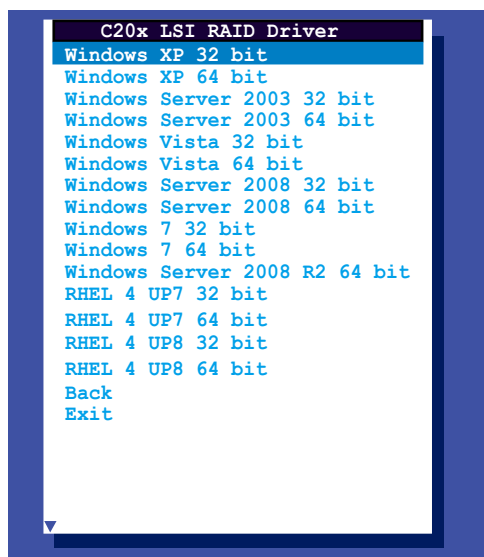 C20x LSI RAID Driver
Windows XP 32 bit
Windows XP 64 bit
Windows Server 2003 32 bit
Windows Server 2003 64 bit
Windows Vista 32 bit
Windows Vista 64 bit
Windows Server 2008 32 bit
Windows Server 2008 64 bit
Windows 7 32 bit
Windows 7 64 bit
Windows Server 2008 R2 64 bit
RHEL 4 UP7 32 bit
RHEL 4 UP7 64 bit
RHEL 4 UP8 32 bit
RHEL 4 UP8 64 bit
Back
Exit